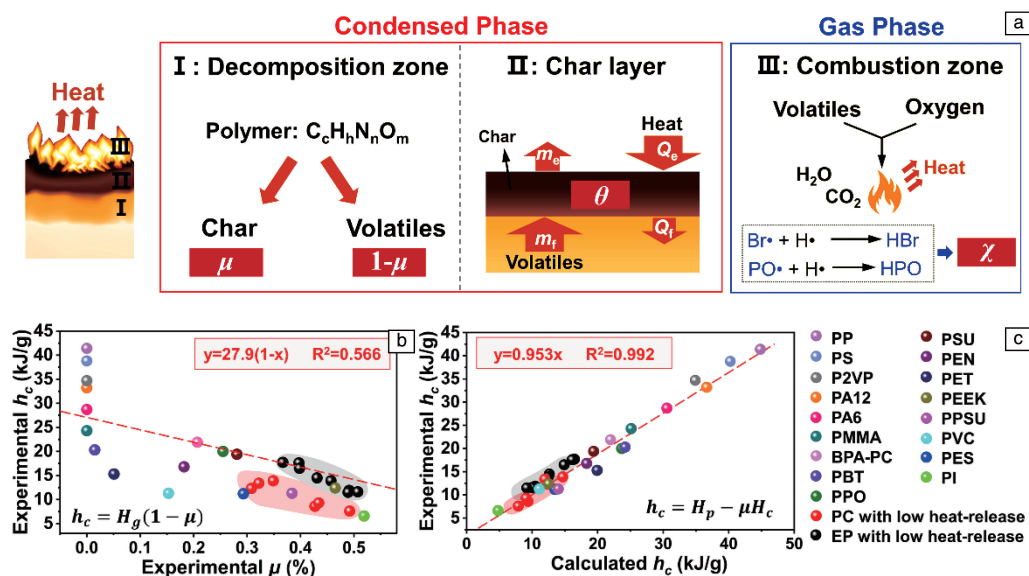 Condensed Phase
Gas Phase
a
Heat
Ⅲ
Ⅱ
Ⅰ
Ⅰ: Decomposition zone
Polymer: CcHhNnOm
Char
Volatiles
μ
1-μ
Ⅱ: Char layer
Char
Heat
me
Qe
θ
mf
Qf
Volatiles
Ⅲ: Combustion zone
Volatiles
Oxygen
Heat
H2O
CO2
Br• + H• HBr
PO• + H• HPO
χ
b
Experimental hc (kJ/g)
45
40
35
30
25
20
15
10
5
y=27.9(1-x) R²=0.566
hc = Hg(1 − μ)
0.0 0.1 0.2 0.3 0.4 0.5
Experimental μ (%)
c
Experimental hc (kJ/g)
45
40
35
30
25
20
15
10
5
y=0.953x R²=0.992
hc = Hp − μHc
0 10 20 30 40 50
Calculated hc (kJ/g)
PP
PS
P2VP
PA12
PA6
PMMA
BPA-PC
PBT
PPO
PSU
PEN
PET
PEEK
PPSU
PVC
PES
PI
PC with low heat-release
EP with low heat-release